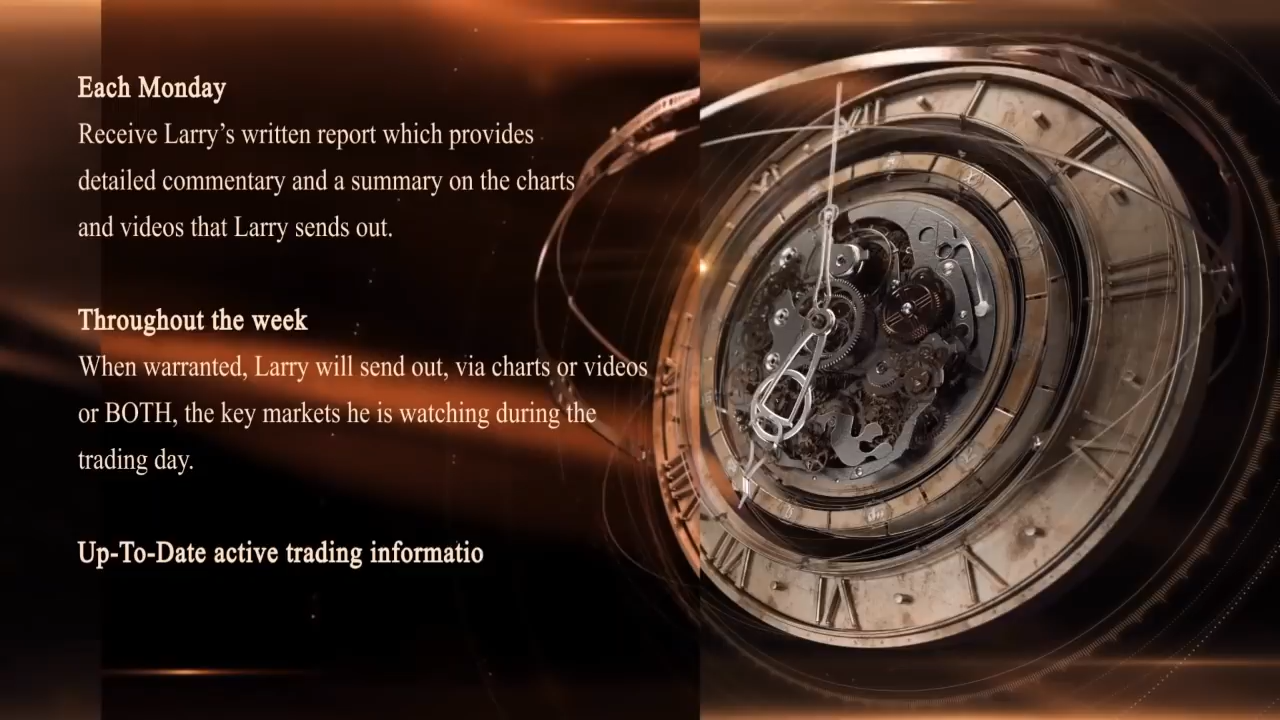 Each Monday
Receive Larry’s written report which provides
detailed commentary and a summary on the charts
and videos that Larry sends out.
Throughout the week
When warranted, Larry will send out, via charts or videos
or BOTH, the key markets he is watching during the
trading day.
Up-To-Date active trading informatio